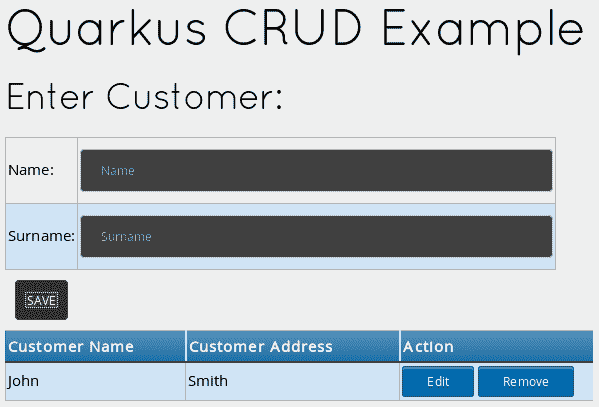 Quarkus CRUD Example
Enter Customer:
Name: Name
Surname: Surname
SAVE
Customer Name Customer Address Action
John Smith Edit Remove